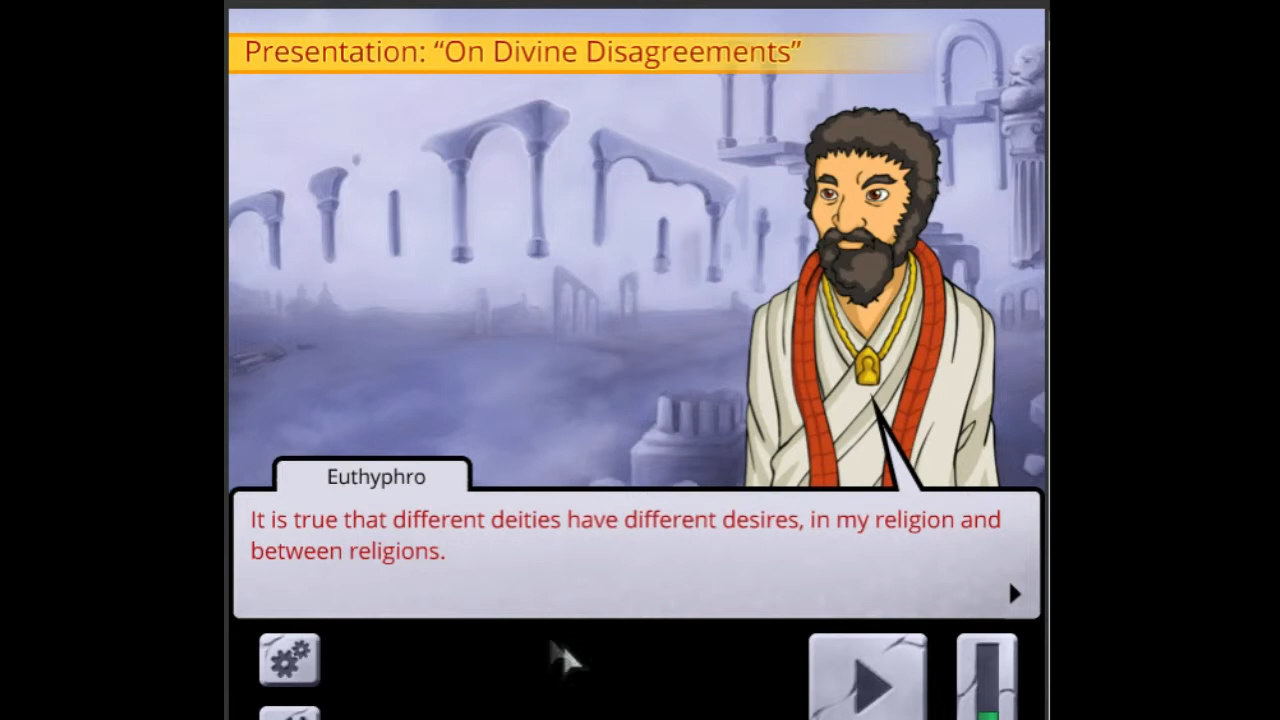 Presentation: “On Divine Disagreements”
Euthyphro
It is true that different deities have different desires, in my religion and
between religions.